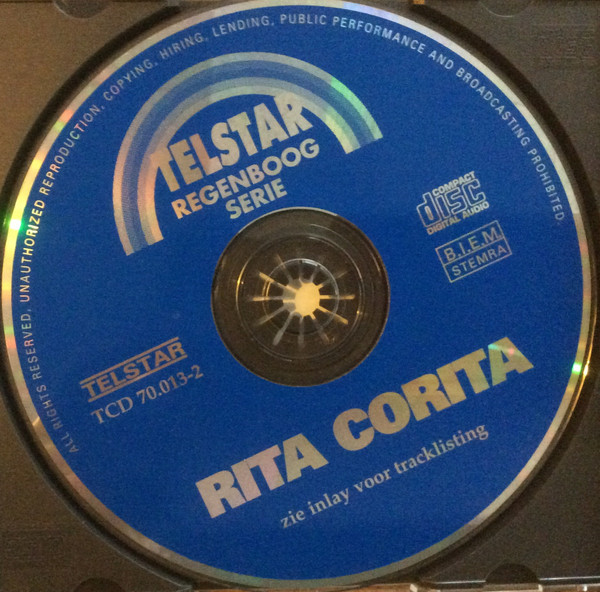 ALL RIGHTS RESERVED, UNAUTHORIZED REPRODUCTION, COPYING, HIRING, LENDING, PUBLIC PERFORMANCE AND BROADCASTING PROHIBITED.
TELSTAR
REGENBOOG
SERIE
COMPACT
disc
DIGITAL AUDIO
B.I.E.M.
STEMRA
TELSTAR
TCD 70.013-2
RITA CORITA
zie inlay voor tracklisting